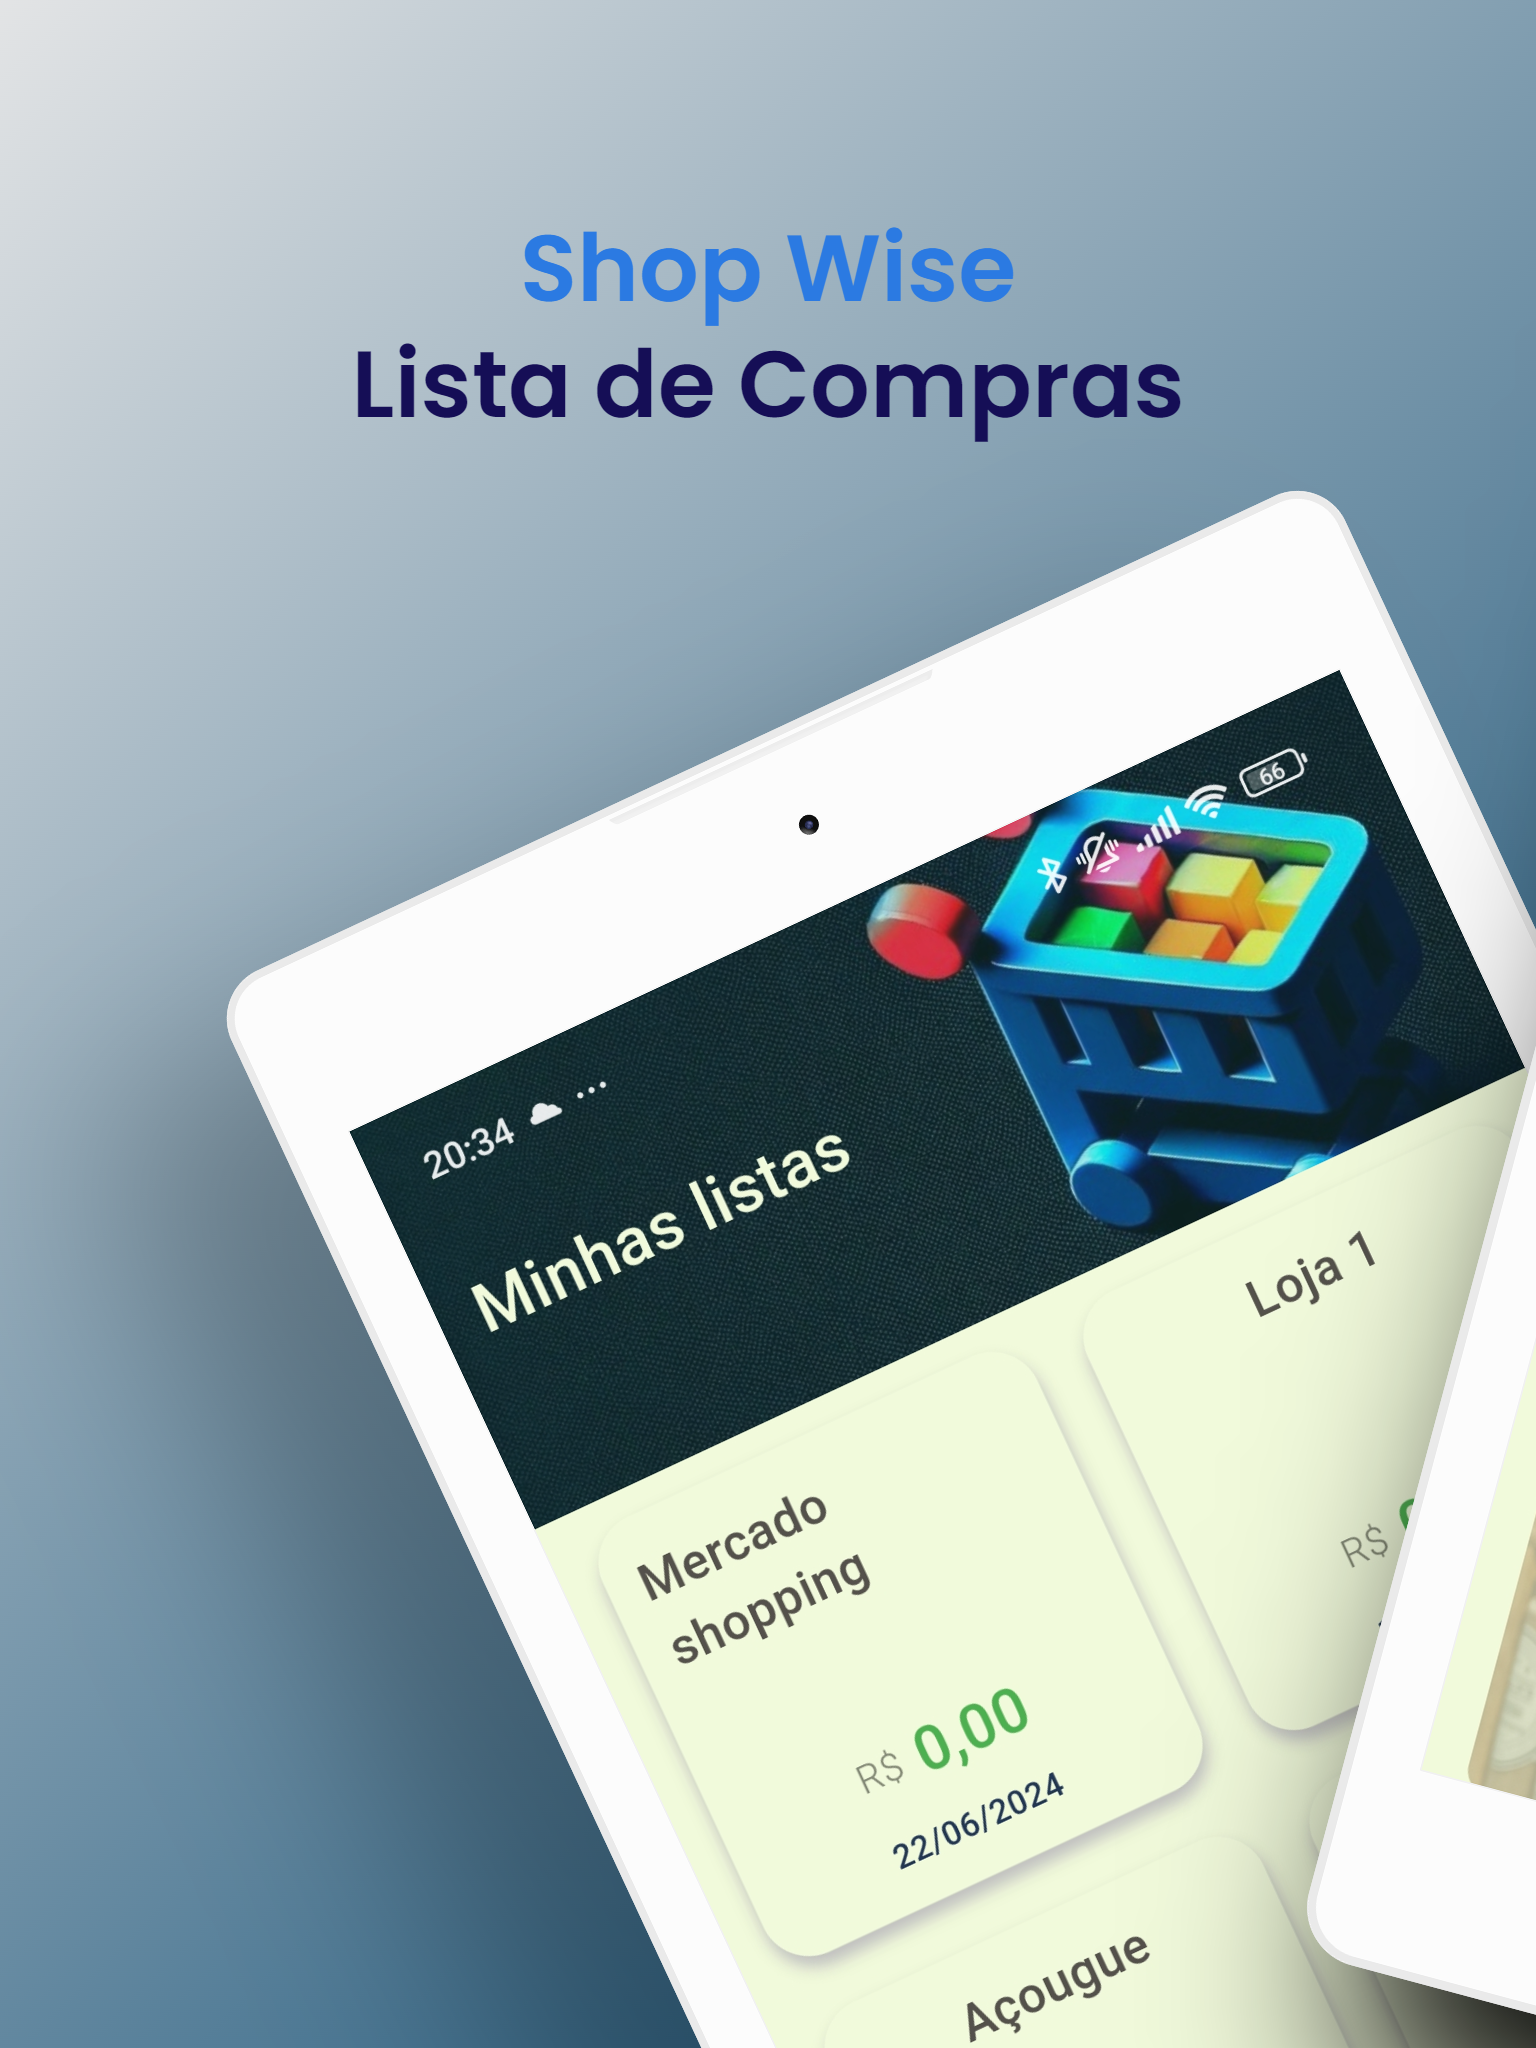 Shop Wise
Lista de Compras
20:34
66
Minhas listas
Loja 1
R$
Mercado
shopping
R$ 0,00
22/06/2024
Açougue